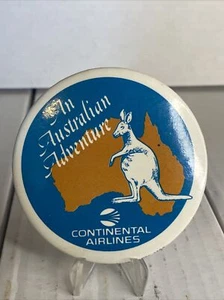 An
Australian
Adventure
CONTINENTAL
AIRLINES